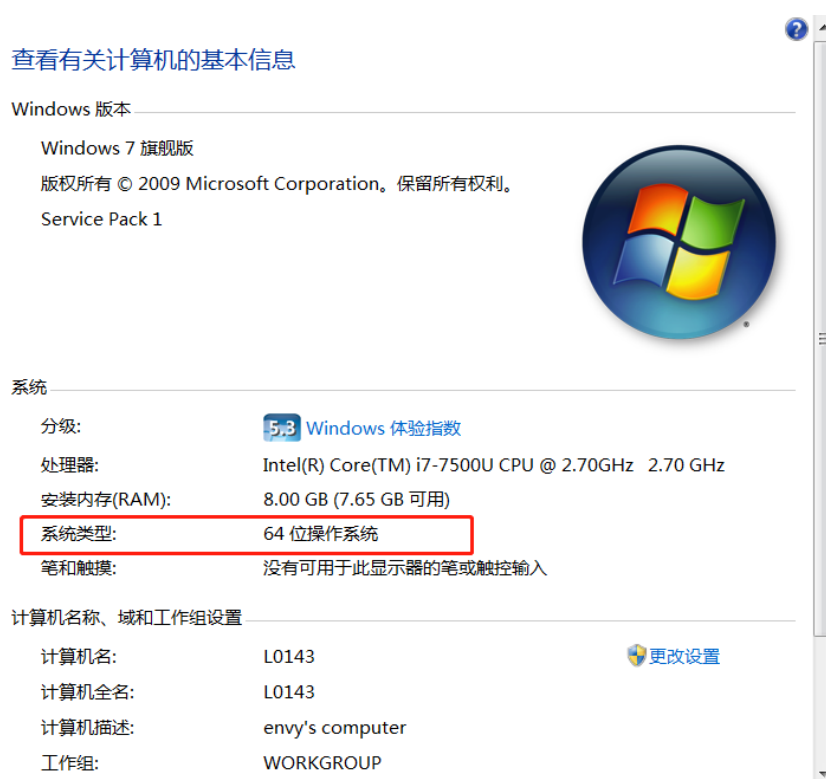 查看有关计算机的基本信息
Windows 版本
Windows 7 旗舰版
版权所有 © 2009 Microsoft Corporation。保留所有权利。
Service Pack 1
系统
分级: 5.3 Windows 体验指数
处理器: Intel(R) Core(TM) i7-7500U CPU @ 2.70GHz 2.70 GHz
安装内存(RAM): 8.00 GB (7.65 GB 可用)
系统类型: 64 位操作系统
笔和触摸: 没有可用于此显示器的笔或触控输入
计算机名称、域和工作组设置
计算机名: L0143 更改设置
计算机全名: L0143
计算机描述: envy's computer
工作组: WORKGROUP